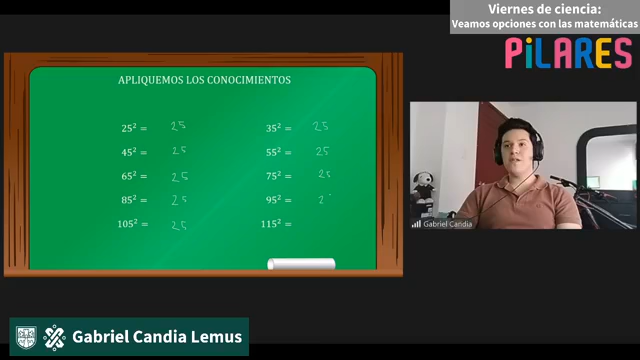 Viernes de ciencia:
Veamos opciones con las matemáticas
PiLARES
APLIQUEMOS LOS CONOCIMIENTOS
25² = 25
35² = 25
45² = 25
55² = 25
65² = 25
75² = 25
85² = 25
95² = 2
105² = 25
115² =
Gabriel Candia
Gabriel Candia Lemus